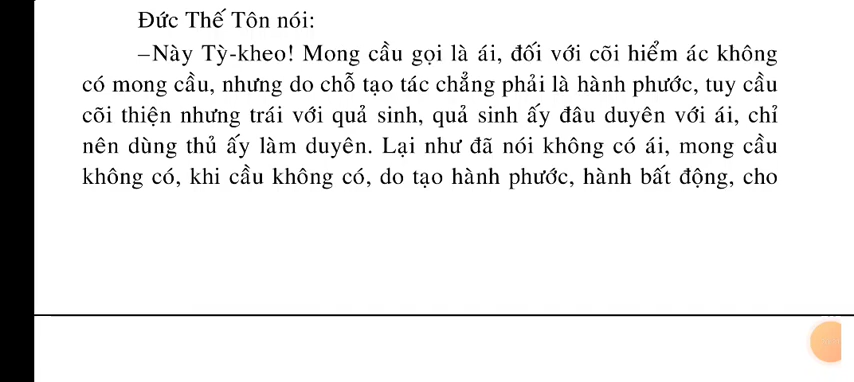 Đức Thế Tôn nói:
–Này Tỳ-kheo! Mong cầu gọi là ái, đối với cõi hiểm ác không
có mong cầu, nhưng do chỗ tạo tác chẳng phải là hành phước, tuy cầu
cõi thiện nhưng trái với quả sinh, quả sinh ấy đâu duyên với ái, chỉ
nên dùng thủ ấy làm duyên. Lại như đã nói không có ái, mong cầu
không có, khi cầu không có, do tạo hành phước, hành bất động, cho